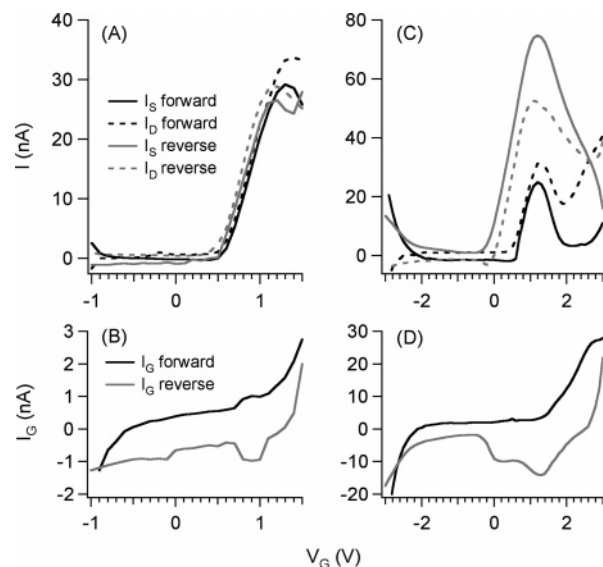 (A)
(C)
40
30
20
10
0
I (nA)
I_S forward
I_D forward
I_S reverse
I_D reverse
80
60
40
20
0
-1
0
1
-2
0
2
(B)
(D)
3
2
1
0
-1
-2
I_G (nA)
I_G forward
I_G reverse
30
20
10
0
-10
-20
-1
0
1
-2
0
2
V_G (V)